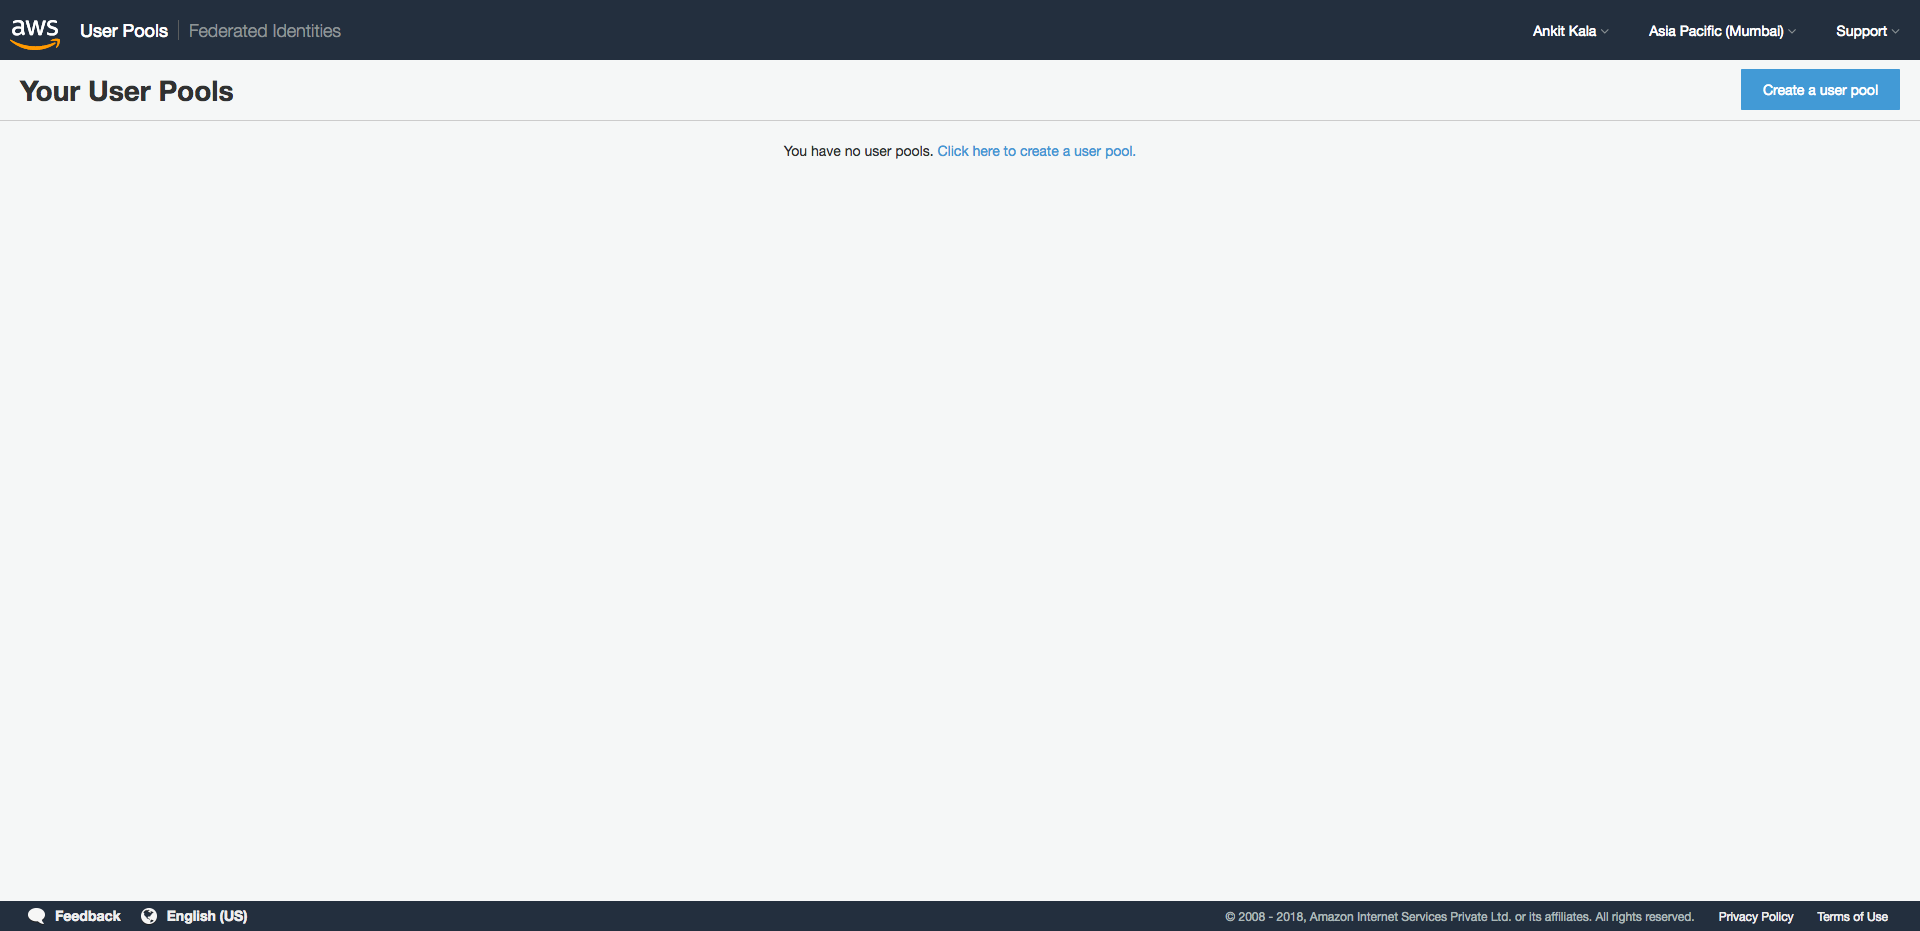 aws User Pools Federated Identities Ankit Kala Asia Pacific (Mumbai) Support
Your User Pools Create a user pool
You have no user pools. Click here to create a user pool.
Feedback English (US) © 2008 - 2018, Amazon Internet Services Private Ltd. or its affiliates. All rights reserved. Privacy Policy Terms of Use